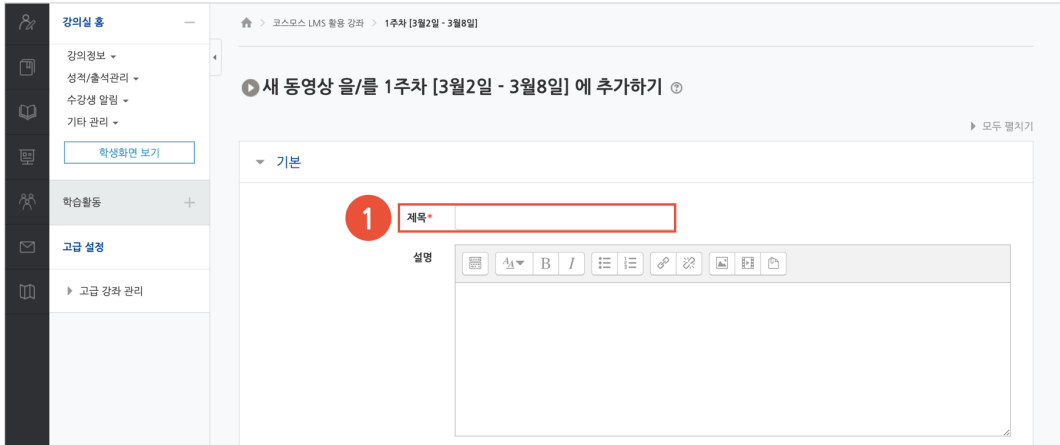 강의실 홈
강의정보
성적/출석관리
수강생 알림
기타 관리
학생화면 보기
학습활동
고급 설정
고급 강좌 관리
코스모스 LMS 활용 강좌 > 1주차 [3월2일 - 3월8일]
새 동영상 을/를 1주차 [3월2일 - 3월8일] 에 추가하기
모두 펼치기
기본
1 제목*
설명
B I